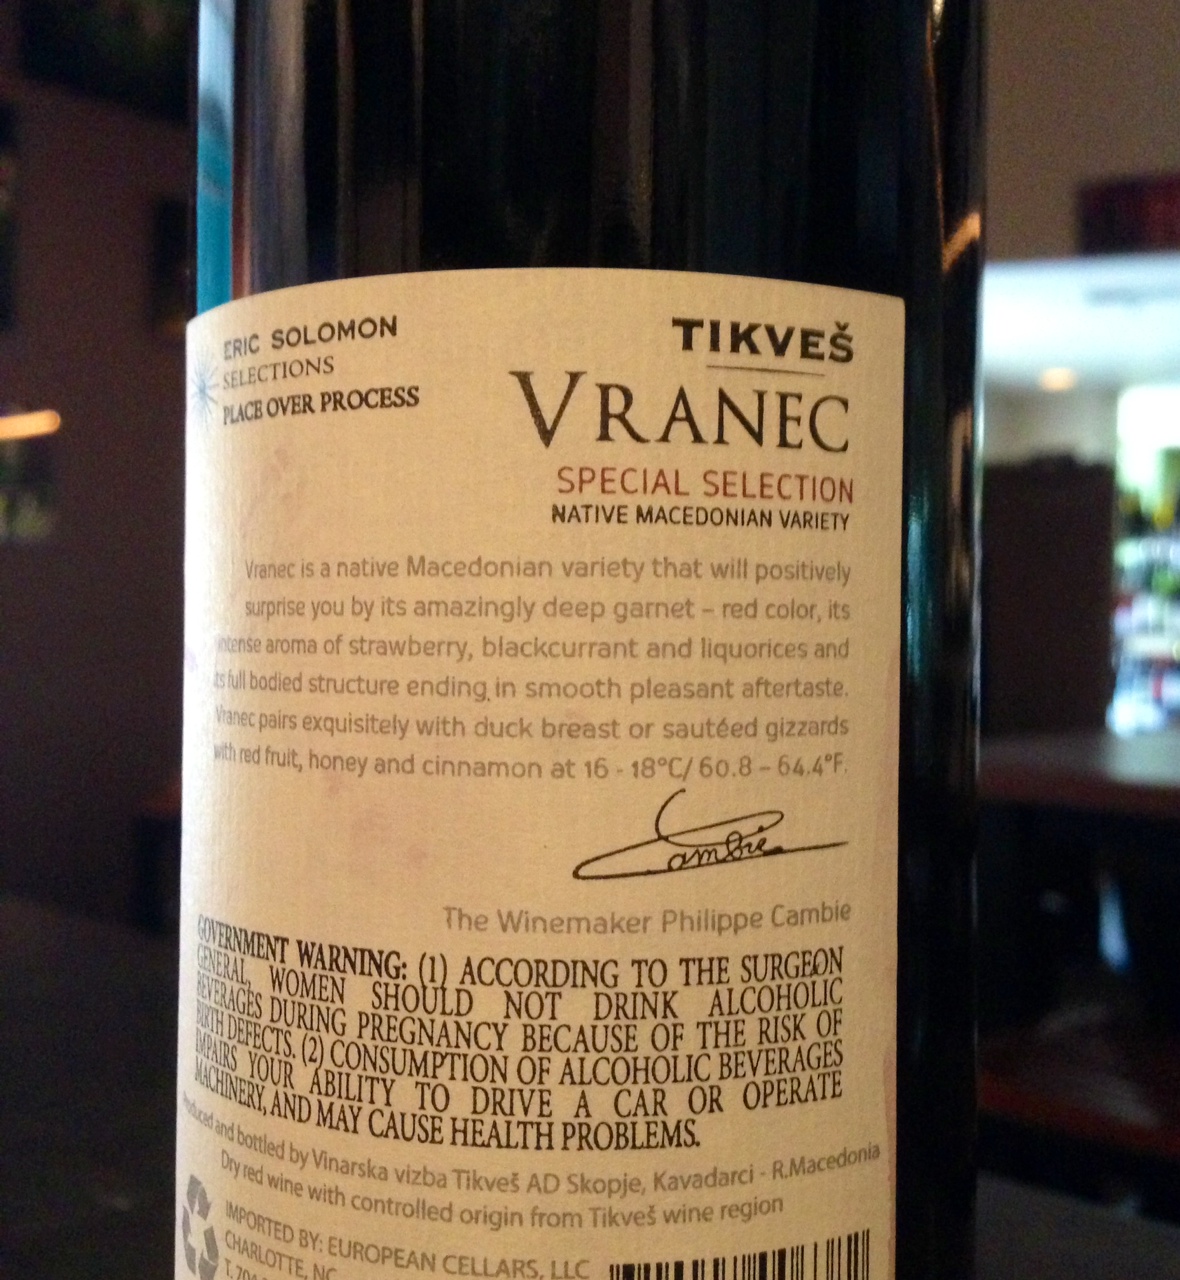 ERIC SOLOMON
SELECTIONS
PLACE OVER PROCESS
TIKVEŠ
VRANEC
SPECIAL SELECTION
NATIVE MACEDONIAN VARIETY
Vranec is a native Macedonian variety that will positively
surprise you by its amazingly deep garnet – red color, its
intense aroma of strawberry, blackcurrant and liquorices and
its full bodied structure ending in smooth pleasant aftertaste.
Vranec pairs exquisitely with duck breast or sautéed gizzards
with red fruit, honey and cinnamon at 16 - 18°C/ 60.8 – 64.4°F.
Cambie
The Winemaker Philippe Cambie
GOVERNMENT WARNING: (1) ACCORDING TO THE SURGEON
GENERAL, WOMEN SHOULD NOT DRINK ALCOHOLIC
BEVERAGES DURING PREGNANCY BECAUSE OF THE RISK OF
BIRTH DEFECTS. (2) CONSUMPTION OF ALCOHOLIC BEVERAGES
IMPAIRS YOUR ABILITY TO DRIVE A CAR OR OPERATE
MACHINERY, AND MAY CAUSE HEALTH PROBLEMS.
Produced and bottled by Vinarska vizba Tikveš AD Skopje, Kavadarci - R.Macedonia
Dry red wine with controlled origin from Tikveš wine region
IMPORTED BY: EUROPEAN CELLARS, LLC
CHARLOTTE, NC